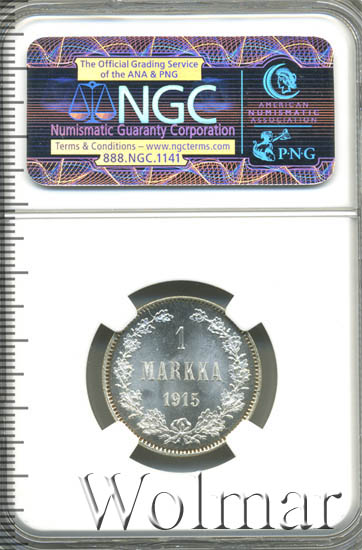 The Official Grading Service
of the ANA & PNG
NGC
Numismatic Guaranty Corporation
Terms & Conditions – www.ngcterms.com
888.NGC.1141
AMERICAN
NUMISMATIC
ASSOCIATION
P·N·G
1
MARKKA
1915
Wolmar